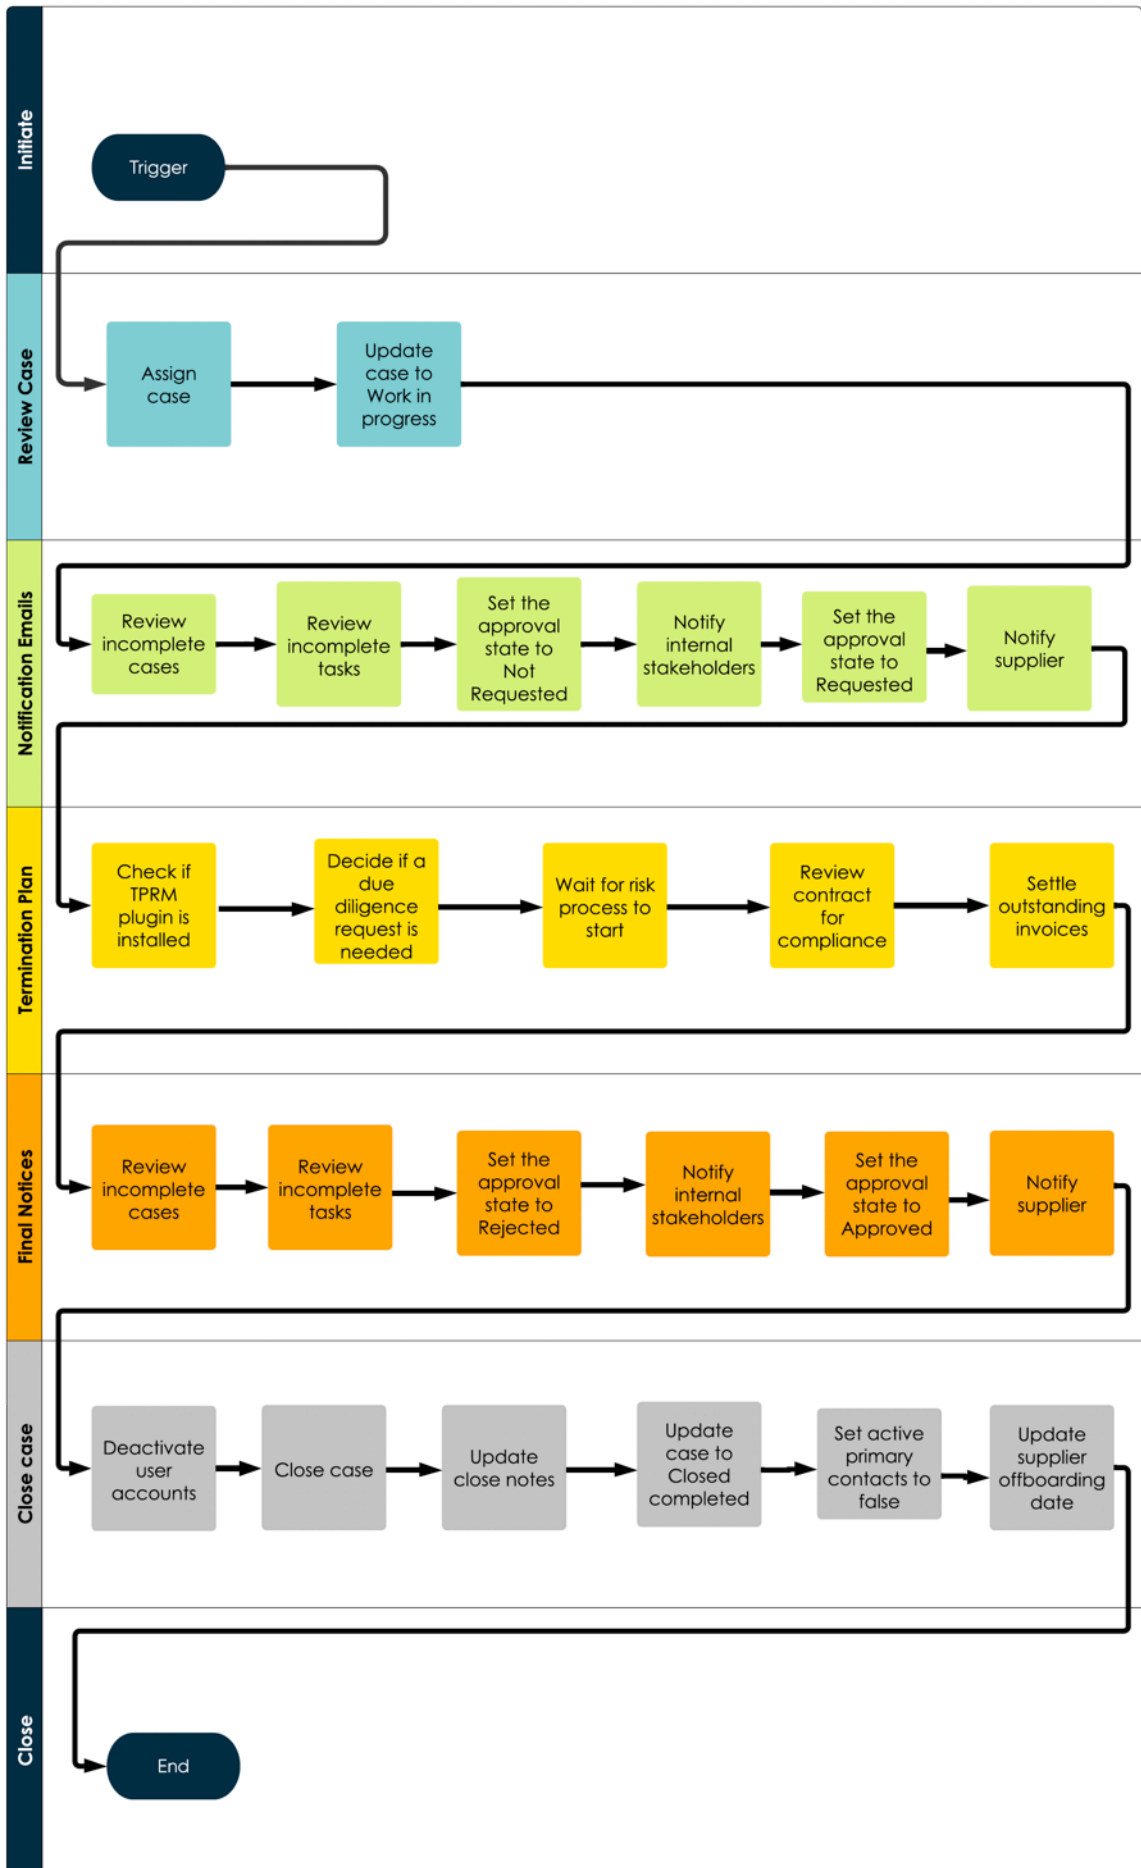 Initiate
Trigger
Review Case
Assign
case
Update
case to
Work in
progress
Notification Emails
Review
incomplete
cases
Review
incomplete
tasks
Set the
approval
state to
Not
Requested
Notify
internal
stakeholders
Set the
approval
state to
Requested
Notify
supplier
Termination Plan
Check if
TPRM
plugin is
installed
Decide if a
due
diligence
request is
needed
Wait for risk
process to
start
Review
contract
for
compliance
Settle
outstanding
invoices
Final Notices
Review
incomplete
cases
Review
incomplete
tasks
Set the
approval
state to
Rejected
Notify
internal
stakeholders
Set the
approval
state to
Approved
Notify
supplier
Close case
Deactivate
user
accounts
Close case
Update
close notes
Update
case to
Closed
completed
Set active
primary
contacts to
false
Update
supplier
offboarding
date
Close
End